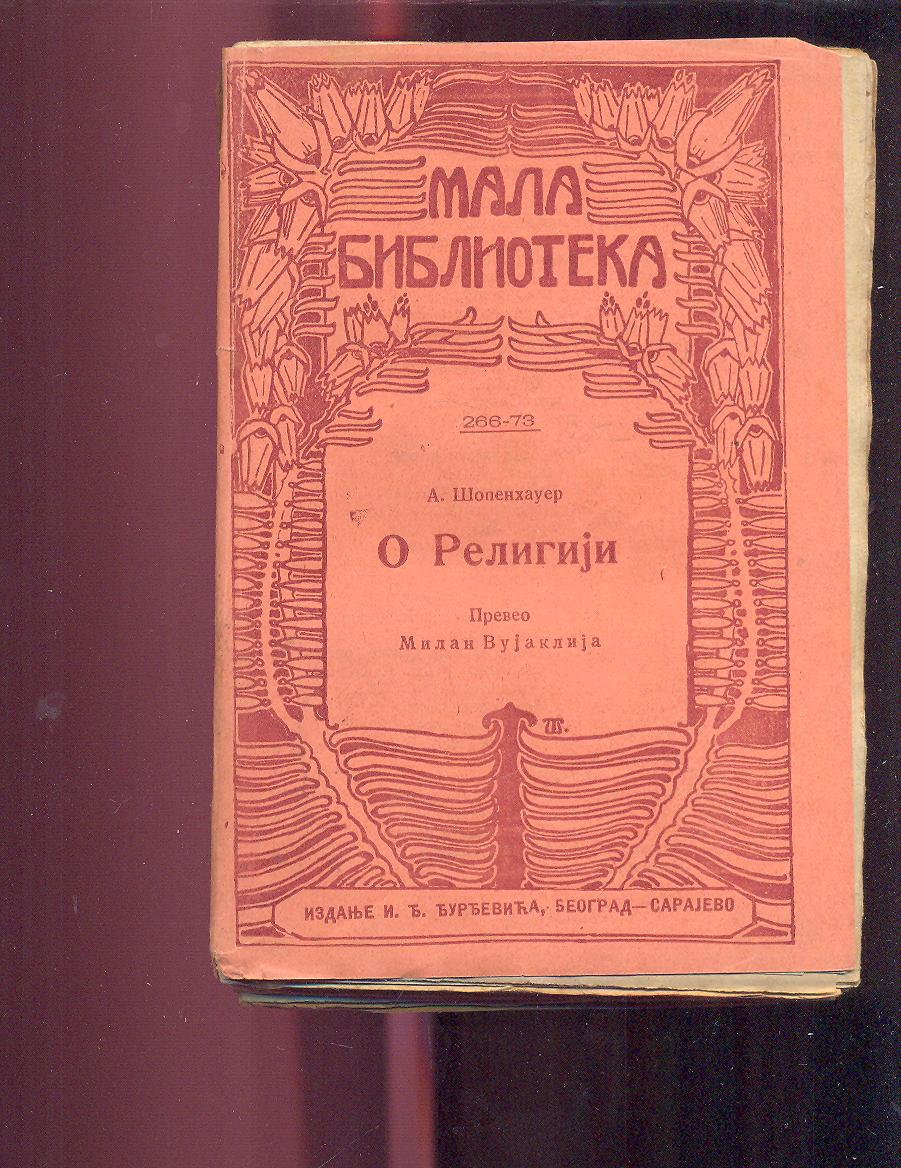 МАЛА
БИБЛИОТЕКА
266-73
А. Шопенхауер
О Религији
Превео
Милан Вујаклија
ИЗДАЊЕ И. Ђ. ЂУРЂЕВИЋА, БЕОГРАД—САРАЈЕВО